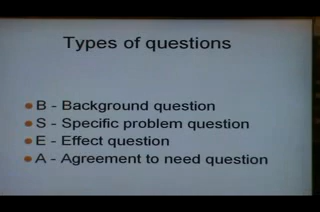 Types of questions
B - Background question
S - Specific problem question
E - Effect question
A - Agreement to need question